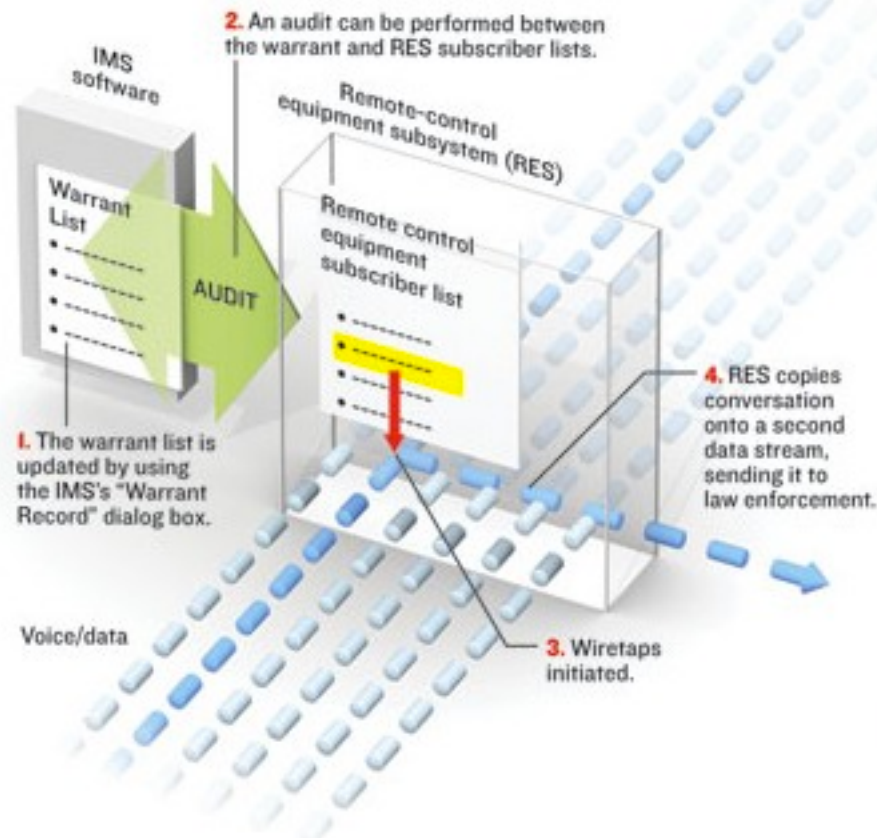 2. An audit can be performed between
the warrant and RES subscriber lists.
IMS
software
Remote-control
equipment subsystem (RES)
Warrant
List
AUDIT
Remote control
equipment
subscriber list
1. The warrant list is
updated by using
the IMS's “Warrant
Record” dialog box.
4. RES copies
conversation
onto a second
data stream,
sending it to
law enforcement.
Voice/data
3. Wiretaps
initiated.